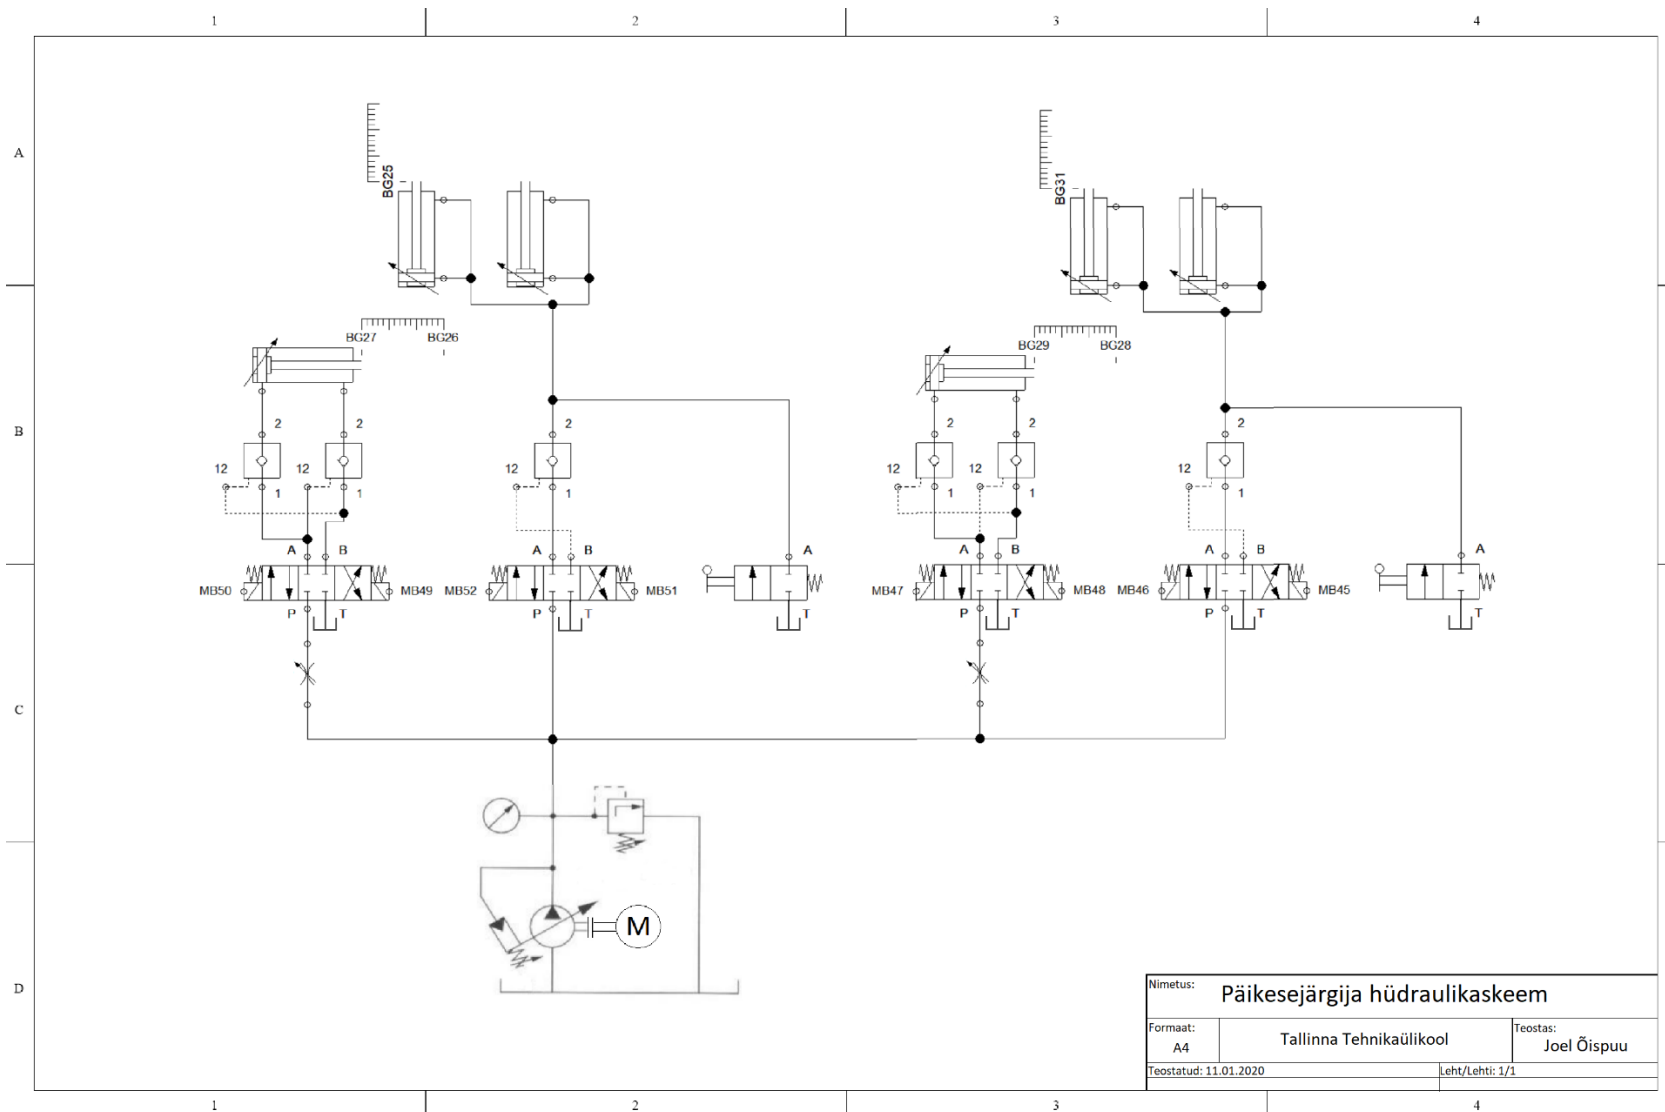 1 2 3 4
A
BG25
BG31
BG27 BG26
BG29 BG28
B
2 2 2 2 2 2
12 12 12 12 12 12
1 1 1 1 1 1
A B A B A A B A B A
MB50 MB49 MB52 MB51 MB47 MB48 MB46 MB45
P T P T T P T P T T
C
M
D
Nimetus:
Päikesejärgija hüdraulikaskeem
Formaat:
A4
Tallinna Tehnikaülikool
Teostas:
Joel Õispuu
Teostatud: 11.01.2020
Leht/Lehti: 1/1
1 2 3 4